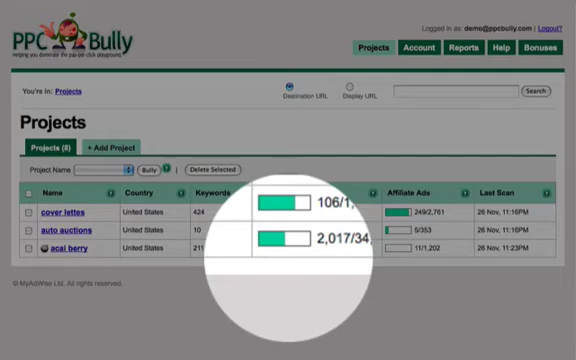 PPC Bully
Helping you dominate the pay-per-click playground.
Logged in as: demo@ppcbully.com | Logout?
Projects Account Reports Help Bonuses
You're in: Projects
Destination URL Display URL Search
Projects
Projects (8) + Add Project
Project Name Bully ? | Delete Selected
Name Country Keywords Affiliate Ads Last Scan
cover lettes United States 424 106/1, 249/2,761 26 Nov, 11:16PM
auto auctions United States 10 2,017/34, 5/353 26 Nov, 11:16PM
acai berry United States 211 11/1,202 26 Nov, 11:23PM
© MyAdWise Ltd. All rights reserved.